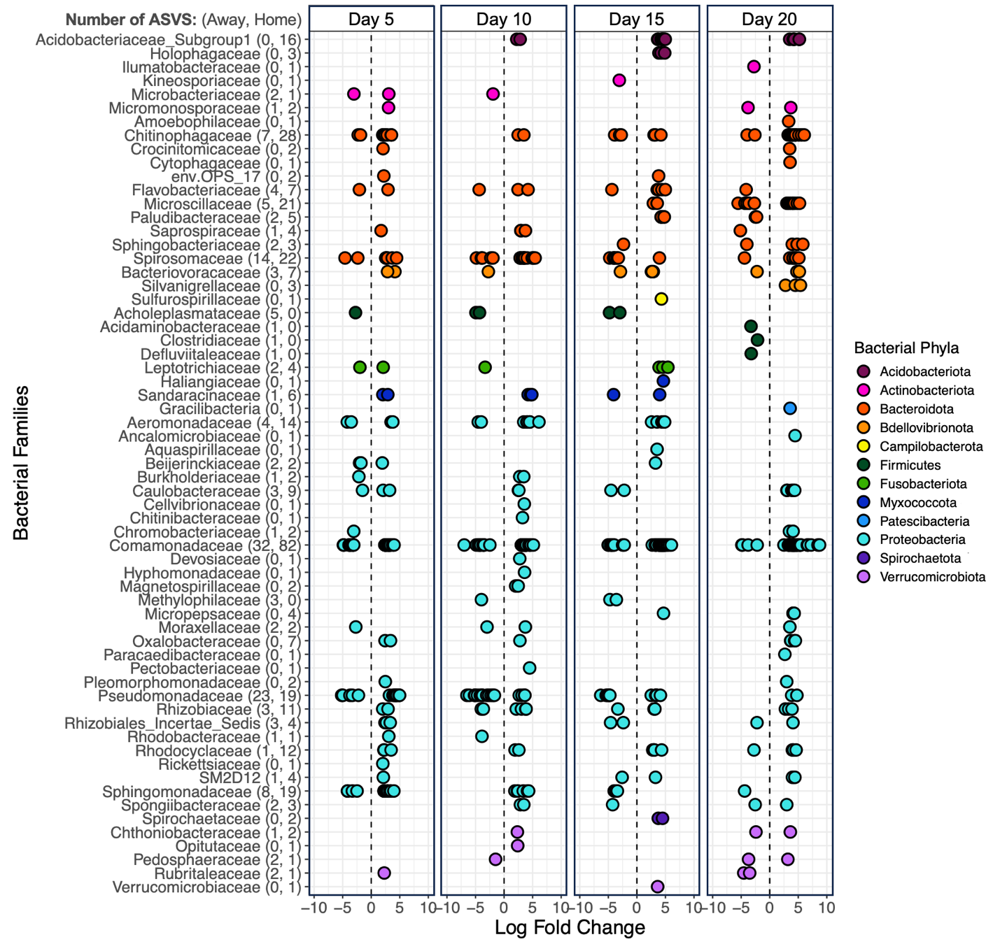 Number of ASVS: (Away, Home)
Day 5
Day 10
Day 15
Day 20
Acidobacteriaceae_Subgroup1 (0, 16)
Holophagaceae (0, 3)
Ilumatobacteraceae (0, 1)
Kineosporiaceae (0, 1)
Microbacteriaceae (2, 1)
Micromonosporaceae (1, 2)
Amoebophilaceae (0, 1)
Chitinophagaceae (7, 28)
Crocinitomicaceae (0, 2)
Cytophagaceae (0, 1)
env.OPS_17 (0, 2)
Flavobacteriaceae (4, 7)
Microscillaceae (5, 21)
Paludibacteraceae (2, 5)
Saprospiraceae (1, 4)
Sphingobacteriaceae (2, 3)
Spirosomaceae (14, 22)
Bacteriovoracaceae (3, 7)
Silvanigrellaceae (0, 3)
Sulfurospirillaceae (0, 1)
Acholeplasmataceae (5, 0)
Acidaminobacteraceae (1, 0)
Clostridiaceae (1, 0)
Defluviitaleaceae (1, 0)
Leptotrichiaceae (2, 4)
Haliangiaceae (0, 1)
Sandaracinaceae (1, 6)
Gracilibacteria (0, 1)
Aeromonadaceae (4, 14)
Ancalomicrobiaceae (0, 1)
Aquaspirillaceae (0, 1)
Beijerinckiaceae (2, 2)
Burkholderiaceae (1, 2)
Caulobacteraceae (3, 9)
Cellvibrionaceae (0, 1)
Chitinibacteraceae (0, 1)
Chromobacteriaceae (1, 2)
Comamonadaceae (32, 82)
Devosiaceae (0, 1)
Hyphomonadaceae (0, 1)
Magnetospirillaceae (0, 2)
Methylophilaceae (3, 0)
Micropepsaceae (0, 4)
Moraxellaceae (2, 2)
Oxalobacteraceae (0, 7)
Paracaedibacteraceae (0, 1)
Pectobacteriaceae (0, 1)
Pleomorphomonadaceae (0, 2)
Pseudomonadaceae (23, 19)
Rhizobiaceae (3, 11)
Rhizobiales_Incertae_Sedis (3, 4)
Rhodobacteraceae (1, 1)
Rhodocyclaceae (1, 12)
Rickettsiaceae (0, 1)
SM2D12 (1, 4)
Sphingomonadaceae (8, 19)
Spongiibacteraceae (2, 3)
Spirochaetaceae (0, 2)
Chthoniobacteraceae (1, 2)
Opitutaceae (0, 1)
Pedosphaeraceae (2, 1)
Rubritaleaceae (2, 1)
Verrucomicrobiaceae (0, 1)
Bacterial Families
−10 −5 0 5 10
−10 −5 0 5 10
−10 −5 0 5 10
−10 −5 0 5 10
Log Fold Change
Bacterial Phyla
Acidobacteriota
Actinobacteriota
Bacteroidota
Bdellovibrionota
Campilobacterota
Firmicutes
Fusobacteriota
Myxococcota
Patescibacteria
Proteobacteria
Spirochaetota
Verrucomicrobiota